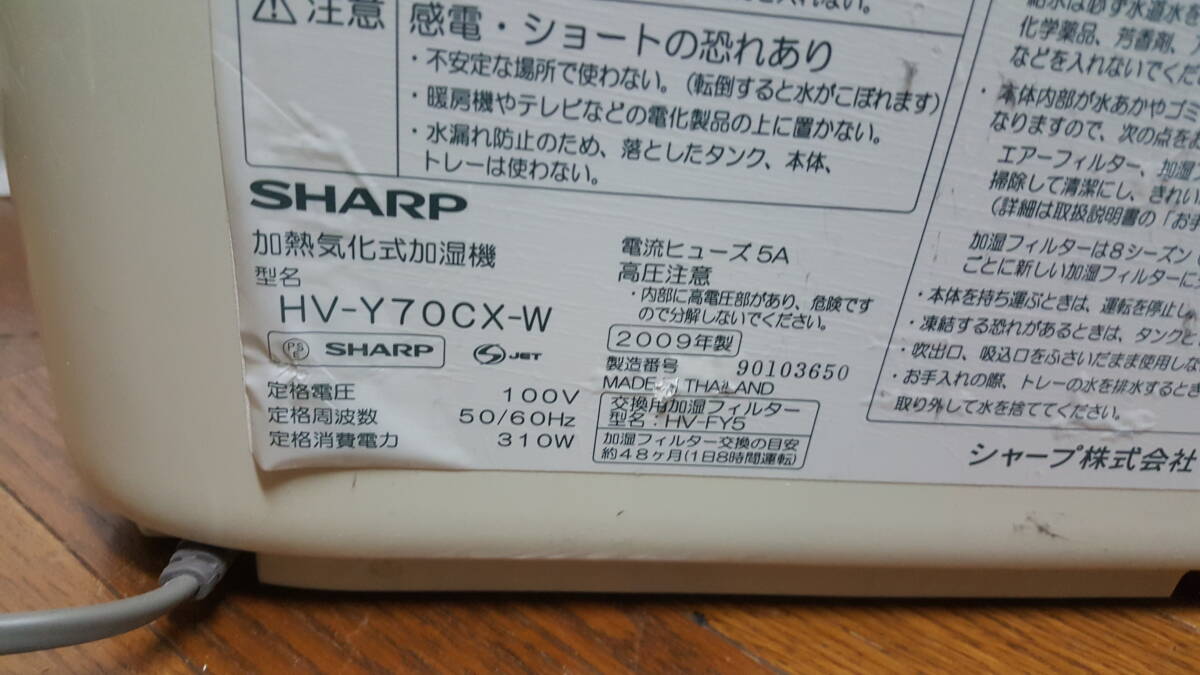 れない。
⚠注意
感電・ショートの恐れあり
・不安定な場所で使わない。(転倒すると水がこぼれます)
・暖房機やテレビなどの電化製品の上に置かない。
・水漏れ防止のため、落としたタンク、本体、
トレーは使わない。
SHARP
加熱気化式加湿機
型名
HV-Y70CX-W
PSE SHARP
JET
定格電圧 100V
定格周波数 50/60Hz
定格消費電力 310W
電流ヒューズ 5A
高圧注意
・内部に高電圧部があり、危険です
ので分解しないでください。
2009年製
製造番号 90103650
MADE IN THAILAND
交換用加湿フィルター
型名:HV-FY5
加湿フィルター交換の目安
約48ヶ月(1日8時間運転)
給水は必ず水道水を
化学薬品、芳香剤、
などを入れないでくだ
・本体内部が水あかやゴミ
なりますので、次の点をお
エアーフィルター、加湿
掃除して清潔にし、きれい
(詳細は取扱説明書の「お手
加湿フィルターは8シーズン
ごとに新しい加湿フィルターに
・本体を持ち運ぶときは、運転を停止し
・凍結する恐れがあるときは、タンクと
・吹出口、吸込口をふさいだまま使用しな
・お手入れの際、トレーの水を排水するとき
取り外して水を捨ててください。
シャープ株式会社